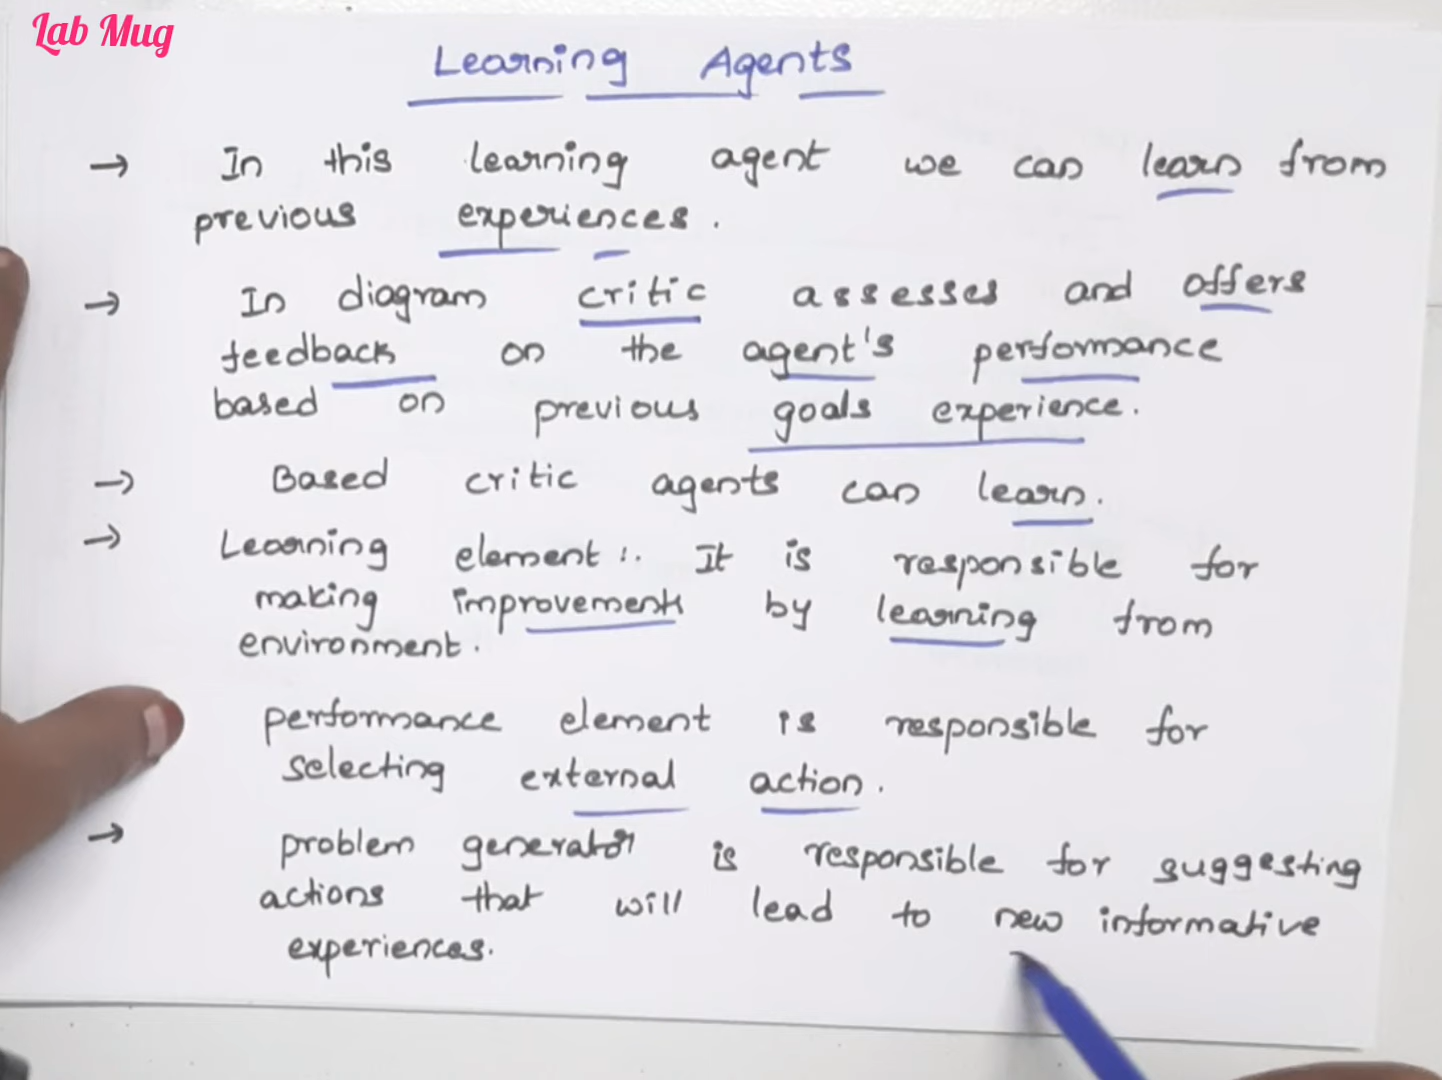 Lab Mug
Learning Agents
→ In this learning agent we can learn from
previous experiences.
→ In diagram critic assesses and offers
feedback on the agent's performance
based on previous goals experience.
→ Based critic agents can learn.
→ Learning element:. It is responsible for
making improvement by learning from
environment.
performance element is responsible for
selecting external action.
→ problem generator is responsible for suggesting
actions that will lead to new informative
experiences.